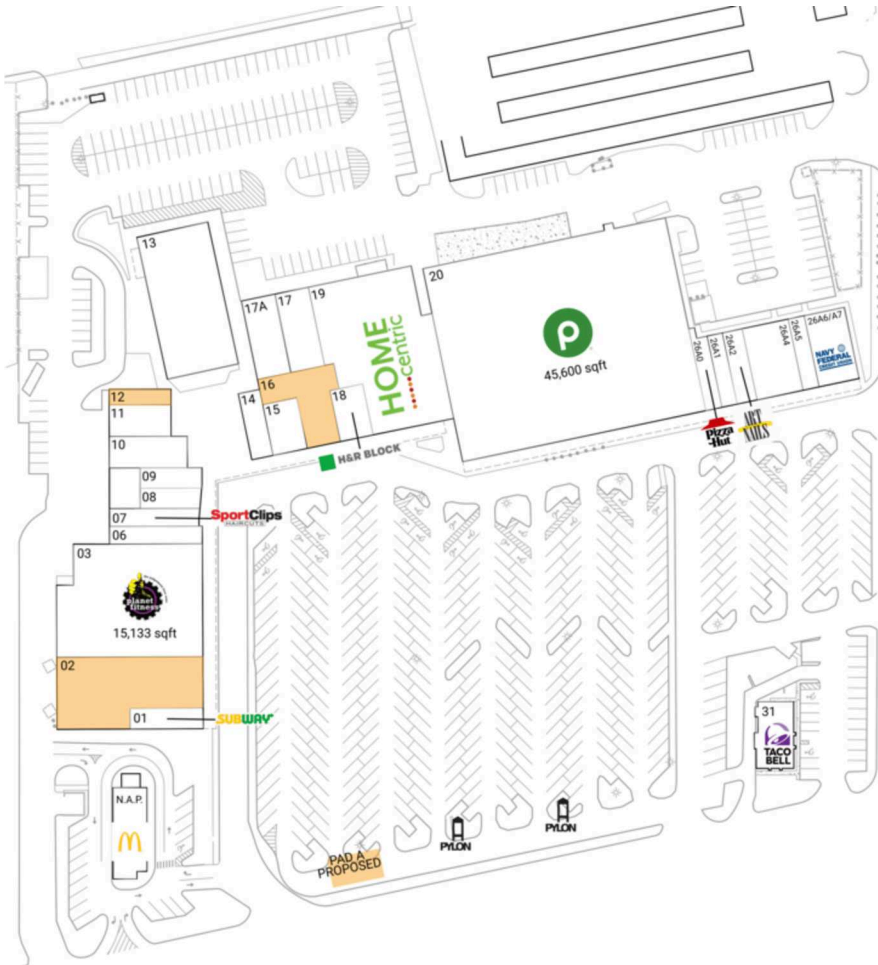 13
20
17A
17
19
HOME
centric
p
45,600 sqft
26A0
26A1
26A2
26A4
26A5
26A6/A7
NAVY
FEDERAL
CREDIT UNION
16
14
15
18
12
11
10
H&R BLOCK
Pizza
Hut
ART
NAILS
09
08
07
SportClips
HAIRCUTS
06
03
planet
fitness
15,133 sqft
02
01
SUBWAY
31
TACO
BELL
N.A.P.
PYLON
PYLON
PAD A
PROPOSED